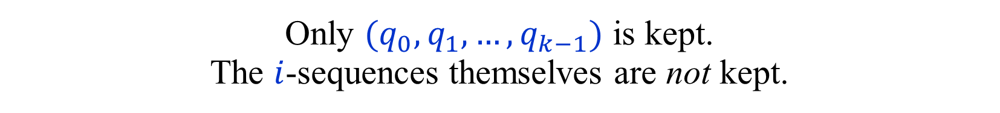 Only (q₀, q₁, … , qₖ₋₁) is kept.
The i-sequences themselves are not kept.